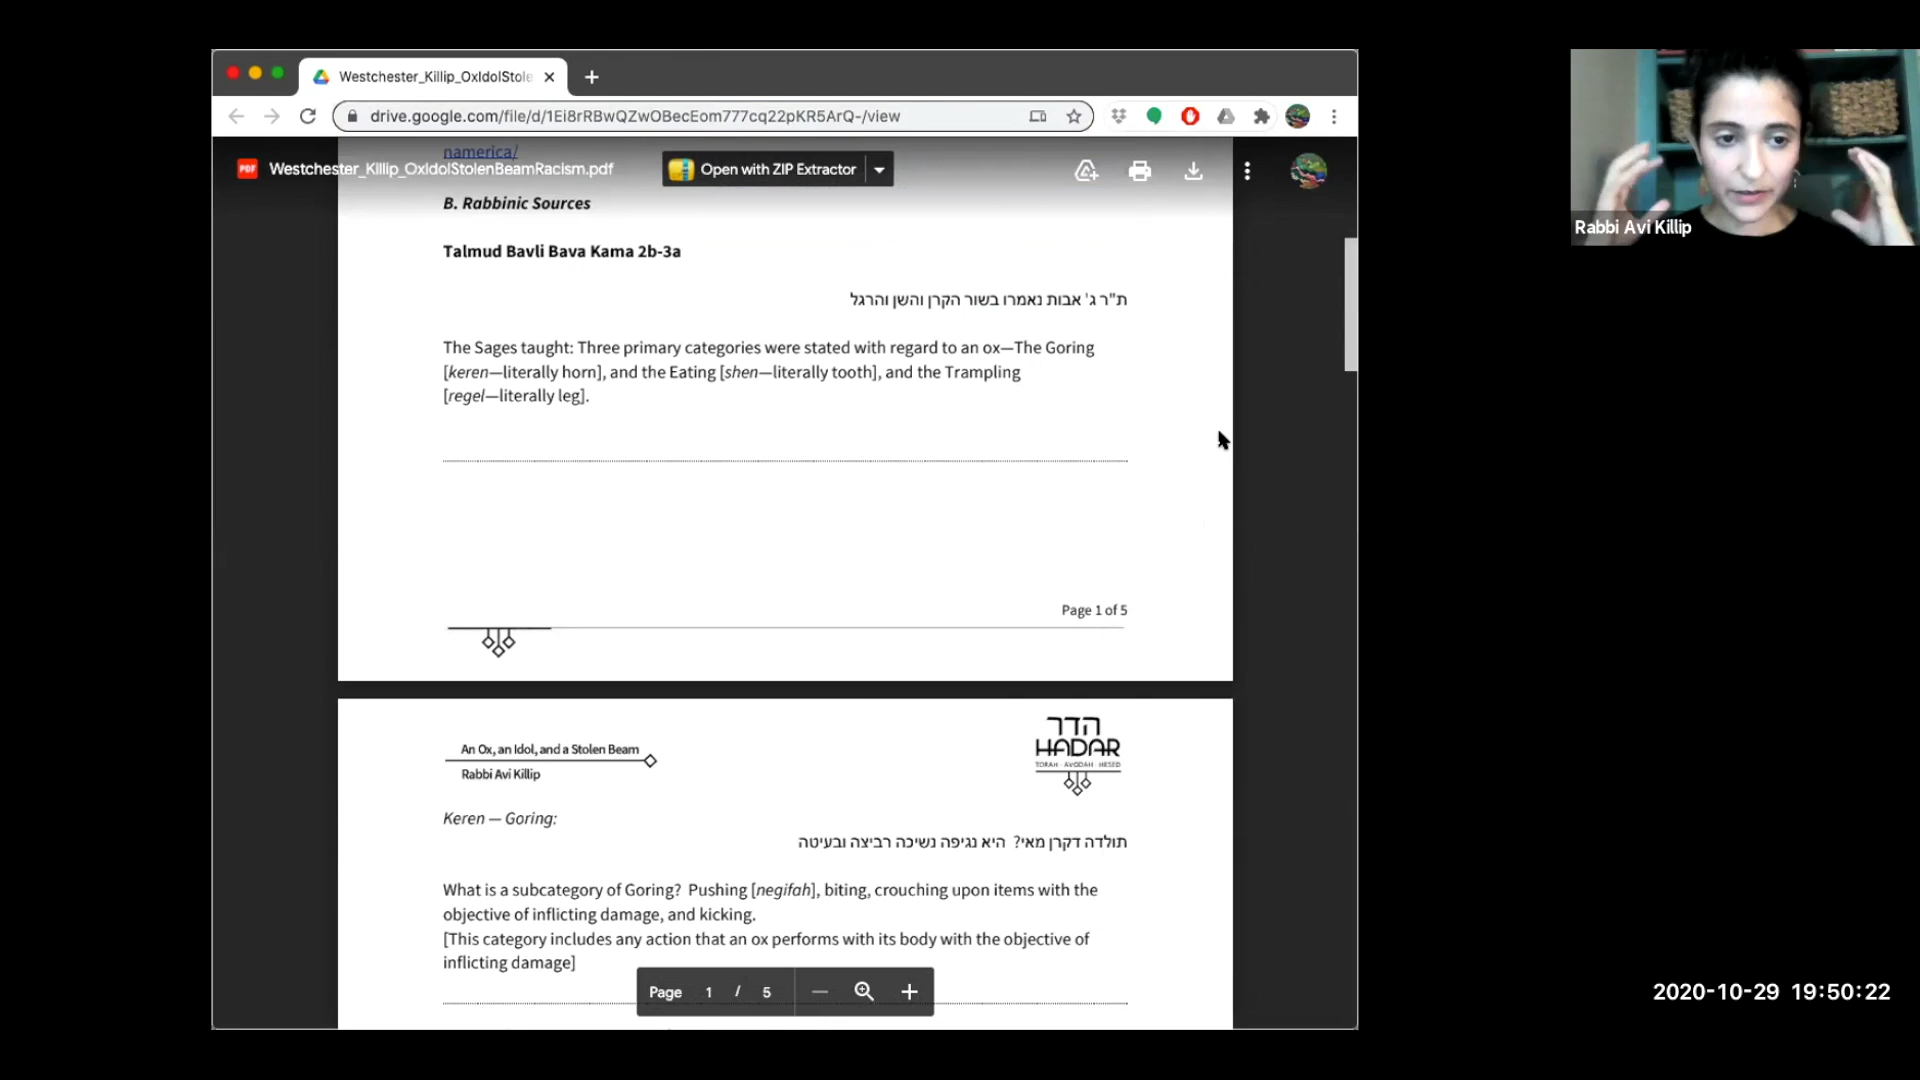 Westchester_Killip_OxIdolStole
drive.google.com/file/d/1Ei8rRBwQZwOBecEom777cq22pKR5ArQ-/view
namerica/
PDF Westchester_Killip_OxIdolStolenBeamRacism.pdf
Open with ZIP Extractor
B. Rabbinic Sources
Talmud Bavli Bava Kama 2b-3a
ת"ר ג' אבות נאמרו בשור הקרן והשן והרגל
The Sages taught: Three primary categories were stated with regard to an ox—The Goring
[keren—literally horn], and the Eating [shen—literally tooth], and the Trampling
[regel—literally leg].
Page 1 of 5
An Ox, an Idol, and a Stolen Beam
Rabbi Avi Killip
הדר
HADAR
TORAH · AVODAH · HESED
Keren — Goring:
תולדה דקרן מאי? היא נגיפה נשיכה רביצה ובעיטה
What is a subcategory of Goring? Pushing [negifah], biting, crouching upon items with the
objective of inflicting damage, and kicking.
[This category includes any action that an ox performs with its body with the objective of
inflicting damage]
Page 1 / 5
Rabbi Avi Killip
2020-10-29 19:50:22